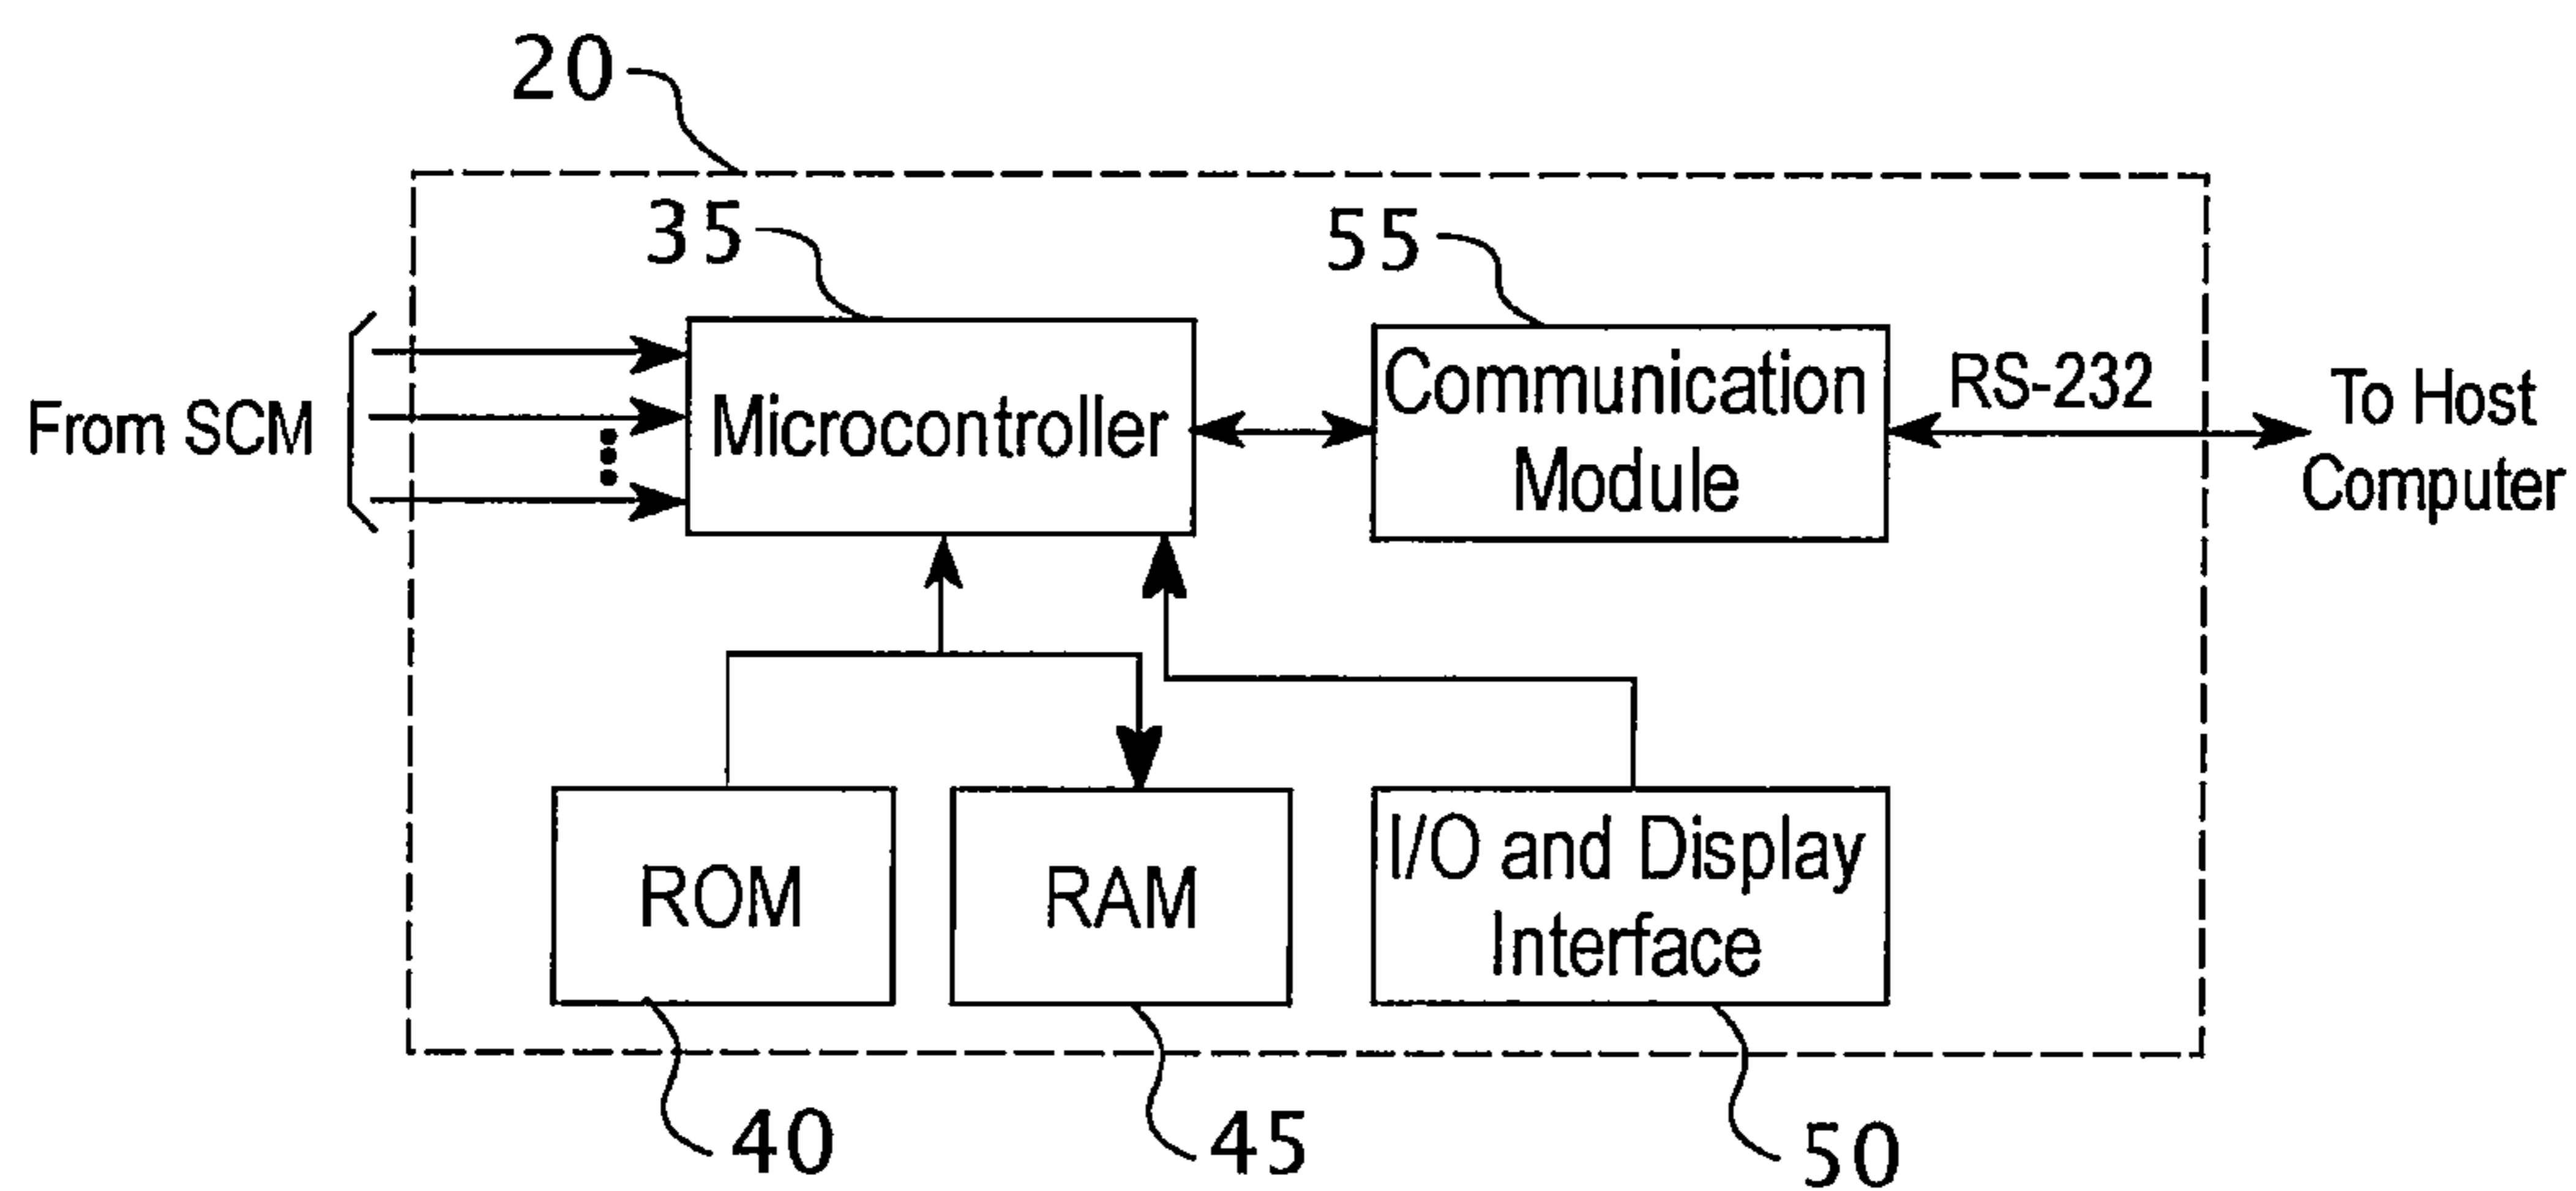 20
35
55
From SCM
Microcontroller
Communication
Module
RS-232
To Host
Computer
ROM
RAM
I/O and Display
Interface
40
45
50